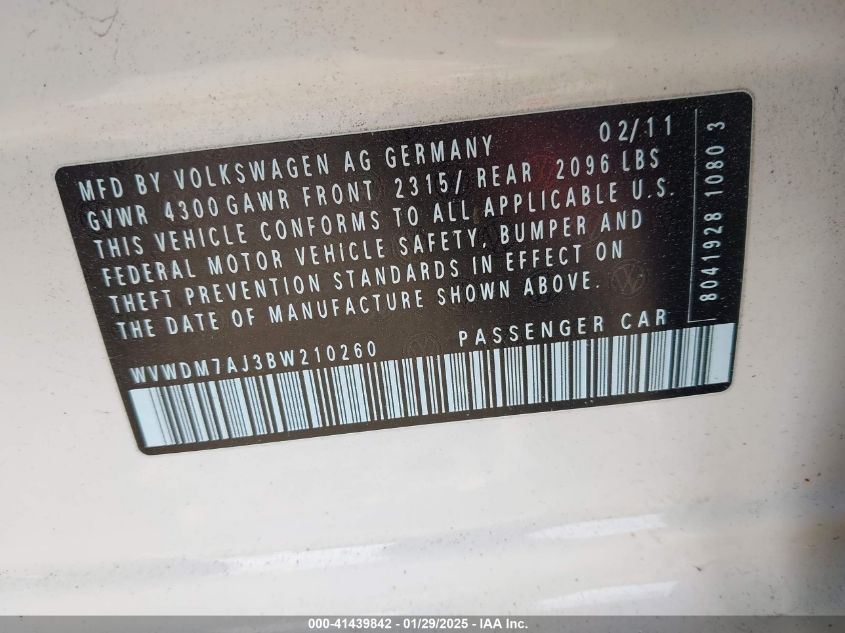 MFD BY VOLKSWAGEN AG GERMANY 02/11
GVWR 4300 GAWR FRONT 2315/ REAR 2096 LBS
THIS VEHICLE CONFORMS TO ALL APPLICABLE U.S.
FEDERAL MOTOR VEHICLE SAFETY, BUMPER AND
THEFT PREVENTION STANDARDS IN EFFECT ON
THE DATE OF MANUFACTURE SHOWN ABOVE.
WVWDM7AJ3BW210260 PASSENGER CAR
8041928 1080 3
000-41439842 - 01/29/2025 - IAA Inc.